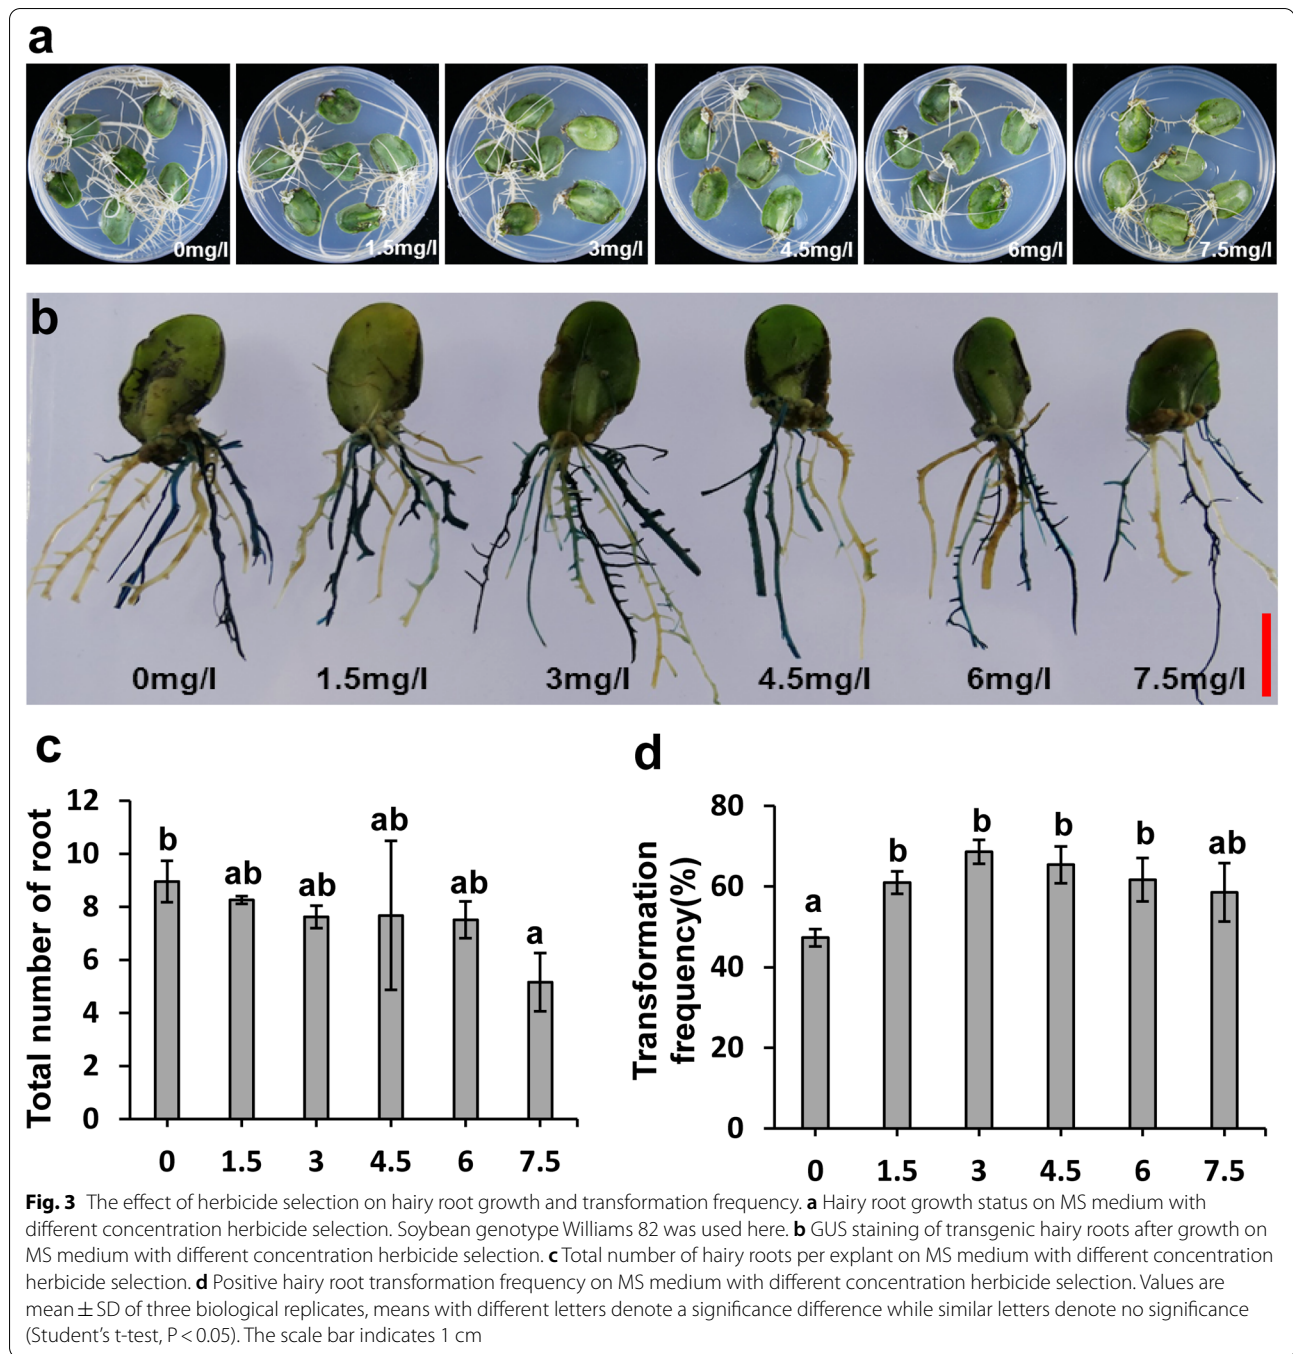 a
0mg/l 1.5mg/l 3mg/l 4.5mg/l 6mg/l 7.5mg/l
b
0mg/l 1.5mg/l 3mg/l 4.5mg/l 6mg/l 7.5mg/l
c
Total number of root
12
10
8
6
4
2
0
b ab ab ab ab a
0 1.5 3 4.5 6 7.5
d
Transformation
frequency(%)
80
60
40
20
0
a b b b b ab
0 1.5 3 4.5 6 7.5
Fig. 3 The effect of herbicide selection on hairy root growth and transformation frequency. a Hairy root growth status on MS medium with
different concentration herbicide selection. Soybean genotype Williams 82 was used here. b GUS staining of transgenic hairy roots after growth on
MS medium with different concentration herbicide selection. c Total number of hairy roots per explant on MS medium with different concentration
herbicide selection. d Positive hairy root transformation frequency on MS medium with different concentration herbicide selection. Values are
mean ± SD of three biological replicates, means with different letters denote a significance difference while similar letters denote no significance
(Student's t-test, P < 0.05). The scale bar indicates 1 cm